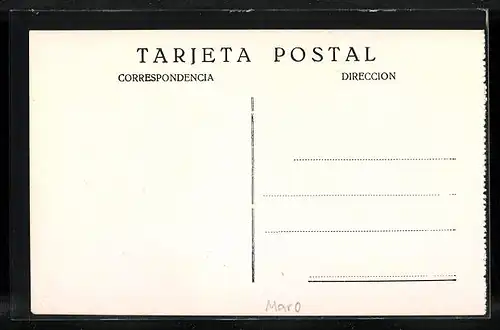 TARJETA POSTAL
CORRESPONDENCIA DIRECCION
Maro